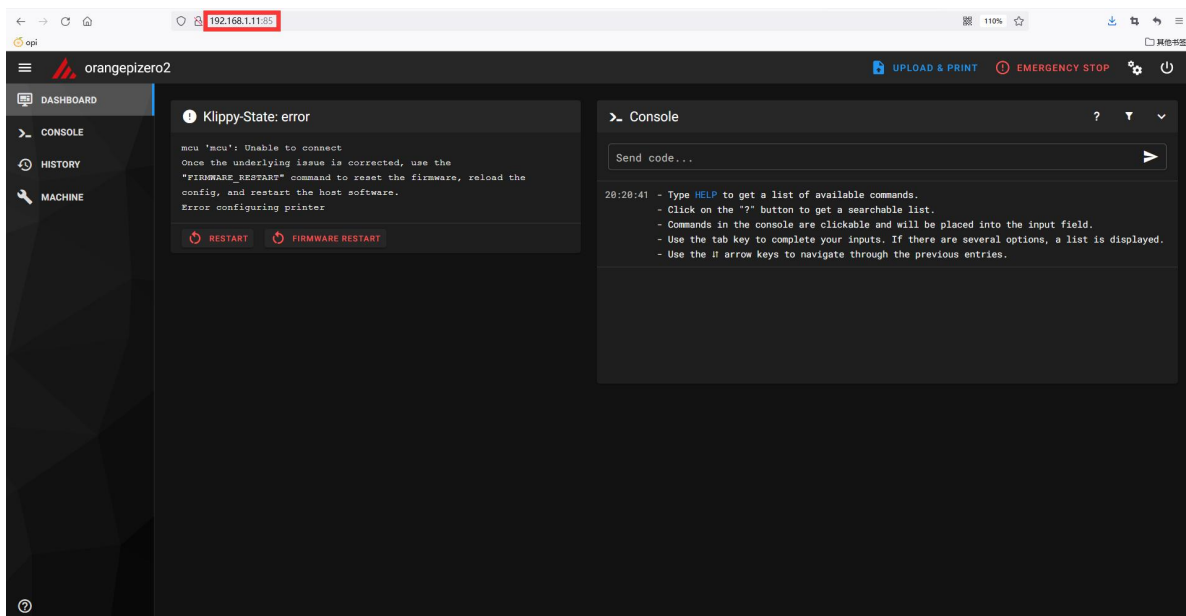 192.168.1.11:85
110%
opi
其他书签
orangepizero2
UPLOAD & PRINT
EMERGENCY STOP
DASHBOARD
CONSOLE
HISTORY
MACHINE
Klippy-State: error
mcu 'mcu': Unable to connect
Once the underlying issue is corrected, use the
"FIRMWARE_RESTART" command to reset the firmware, reload the
config, and restart the host software.
Error configuring printer
RESTART
FIRMWARE RESTART
Console
?
Send code...
20:20:41 - Type HELP to get a list of available commands.
- Click on the "?" button to get a searchable list.
- Commands in the console are clickable and will be placed into the input field.
- Use the tab key to complete your inputs. If there are several options, a list is displayed.
- Use the ⇵ arrow keys to navigate through the previous entries.